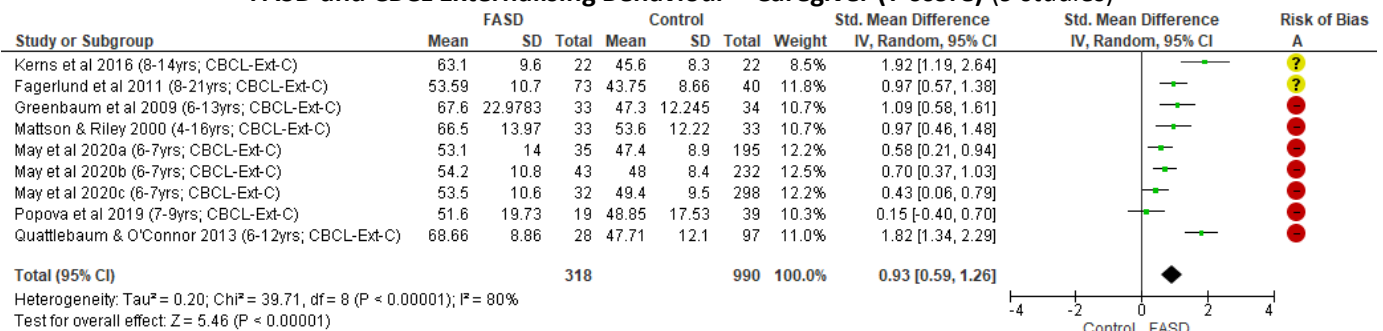 FASD and CBCL Externalising Behaviour – Caregiver (T-score) (9 studies)
FASD Control Std. Mean Difference Std. Mean Difference Risk of Bias
Study or Subgroup Mean SD Total Mean SD Total Weight IV, Random, 95% CI IV, Random, 95% CI A
Kerns et al 2016 (8-14yrs; CBCL-Ext-C) 63.1 9.6 22 45.6 8.3 22 8.5% 1.92 [1.19, 2.64] ?
Fagerlund et al 2011 (8-21yrs; CBCL-Ext-C) 53.59 10.7 73 43.75 8.66 40 11.8% 0.97 [0.57, 1.38] ?
Greenbaum et al 2009 (6-13yrs; CBCL-Ext-C) 67.6 22.9783 33 47.3 12.245 34 10.7% 1.09 [0.58, 1.61] −
Mattson & Riley 2000 (4-16yrs; CBCL-Ext-C) 66.5 13.97 33 53.6 12.22 33 10.7% 0.97 [0.46, 1.48] −
May et al 2020a (6-7yrs; CBCL-Ext-C) 53.1 14 35 47.4 8.9 195 12.2% 0.58 [0.21, 0.94] −
May et al 2020b (6-7yrs; CBCL-Ext-C) 54.2 10.8 43 48 8.4 232 12.5% 0.70 [0.37, 1.03] −
May et al 2020c (6-7yrs; CBCL-Ext-C) 53.5 10.6 32 49.4 9.5 298 12.2% 0.43 [0.06, 0.79] −
Popova et al 2019 (7-9yrs; CBCL-Ext-C) 51.6 19.73 19 48.85 17.53 39 10.3% 0.15 [-0.40, 0.70] −
Quattlebaum & O'Connor 2013 (6-12yrs; CBCL-Ext-C) 68.66 8.86 28 47.71 12.1 97 11.0% 1.82 [1.34, 2.29] −
Total (95% CI) 318 990 100.0% 0.93 [0.59, 1.26]
Heterogeneity: Tau² = 0.20; Chi² = 39.71, df = 8 (P < 0.00001); I² = 80%
Test for overall effect: Z = 5.46 (P < 0.00001)
-4 -2 0 2 4
Control FASD